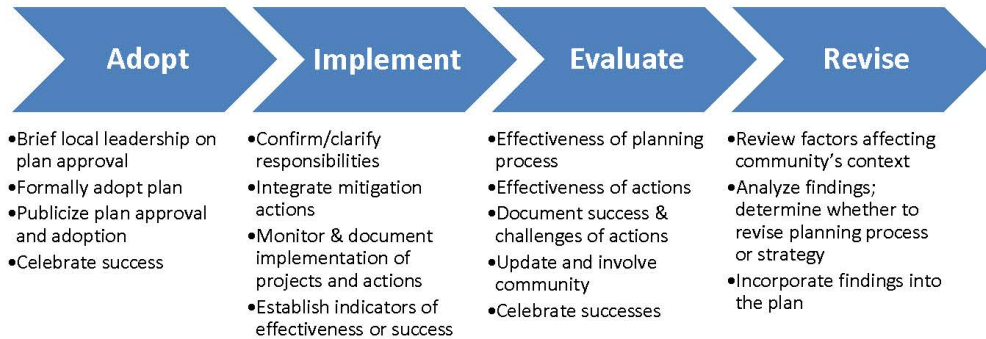 Adopt
•Brief local leadership on
plan approval
•Formally adopt plan
•Publicize plan approval
and adoption
•Celebrate success
Implement
•Confirm/clarify
responsibilities
•Integrate mitigation
actions
•Monitor & document
implementation of
projects and actions
•Establish indicators of
effectiveness or success
Evaluate
•Effectiveness of planning
process
•Effectiveness of actions
•Document success &
challenges of actions
•Update and involve
community
•Celebrate successes
Revise
•Review factors affecting
community's context
•Analyze findings;
determine whether to
revise planning process
or strategy
•Incorporate findings into
the plan